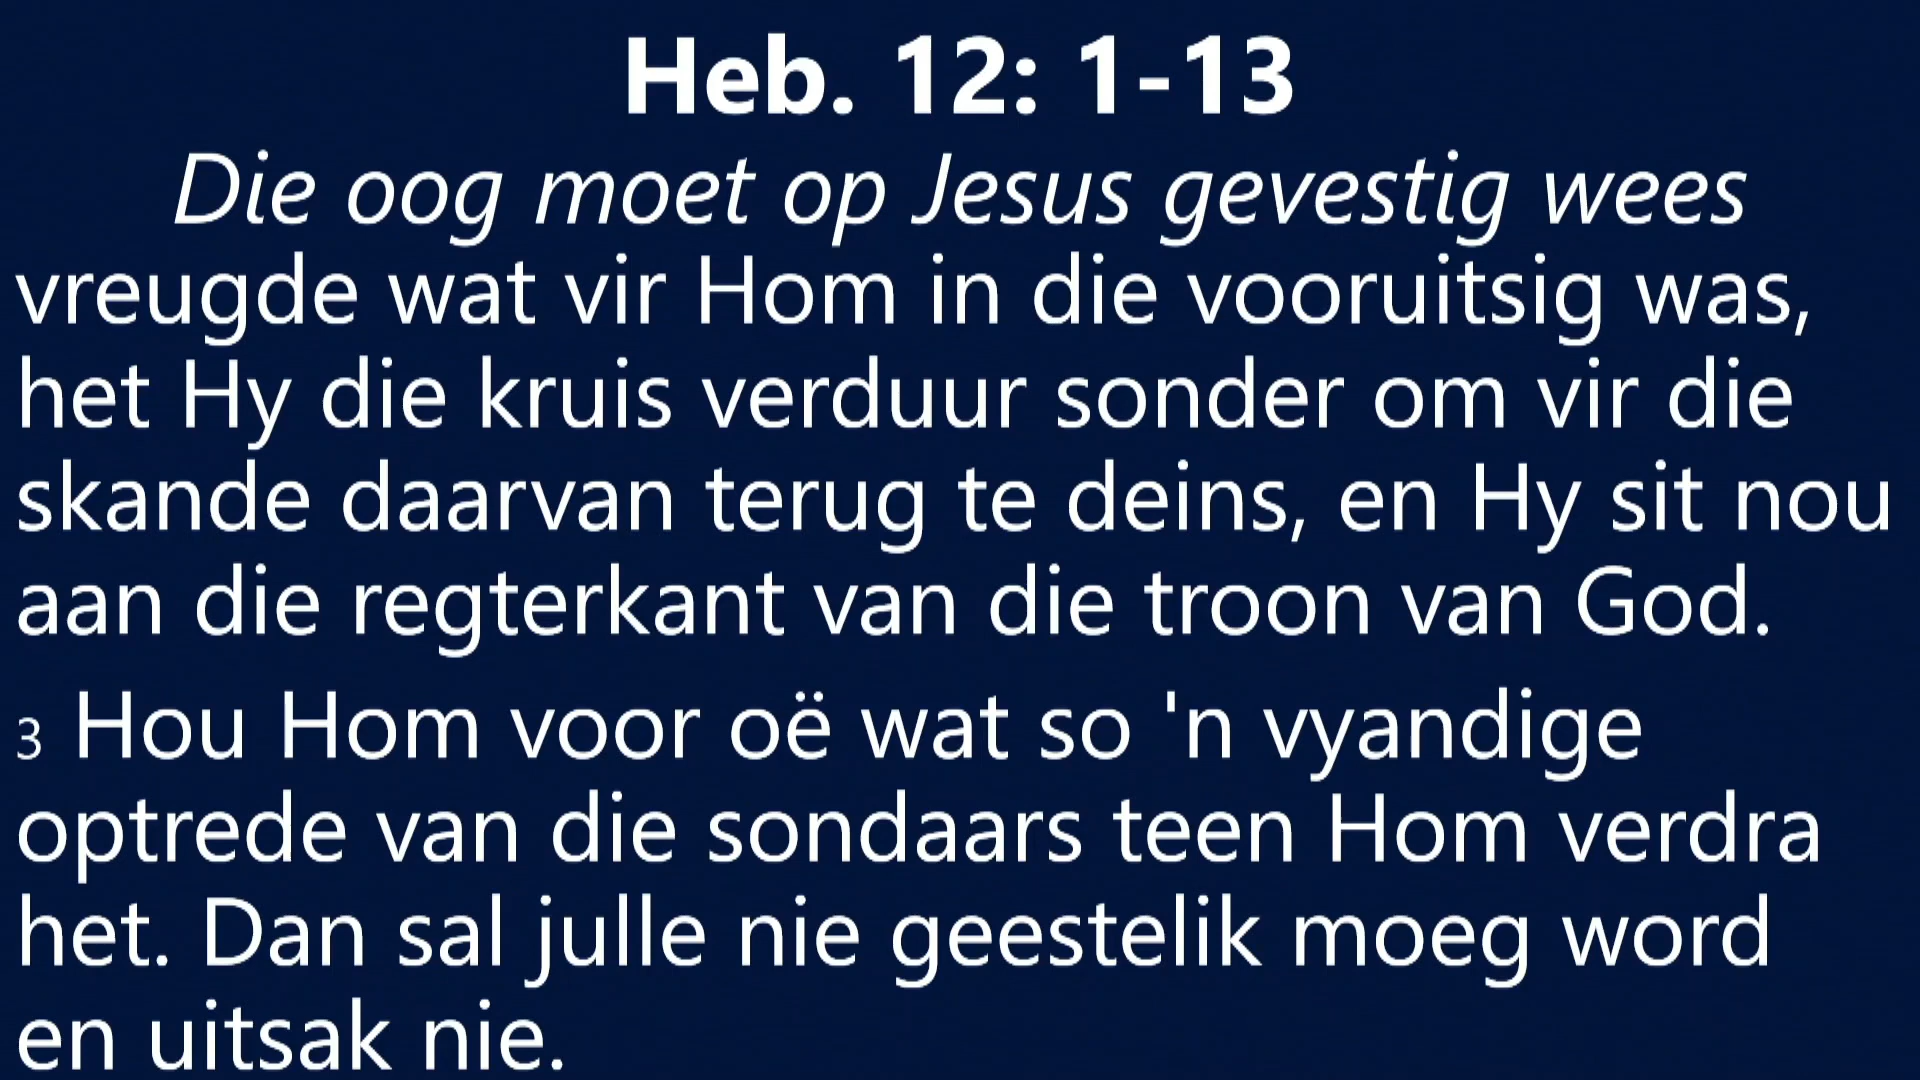 Heb. 12: 1-13
Die oog moet op Jesus gevestig wees
vreugde wat vir Hom in die vooruitsig was,
het Hy die kruis verduur sonder om vir die
skande daarvan terug te deins, en Hy sit nou
aan die regterkant van die troon van God.
3 Hou Hom voor oë wat so 'n vyandige
optrede van die sondaars teen Hom verdra
het. Dan sal julle nie geestelik moeg word
en uitsak nie.